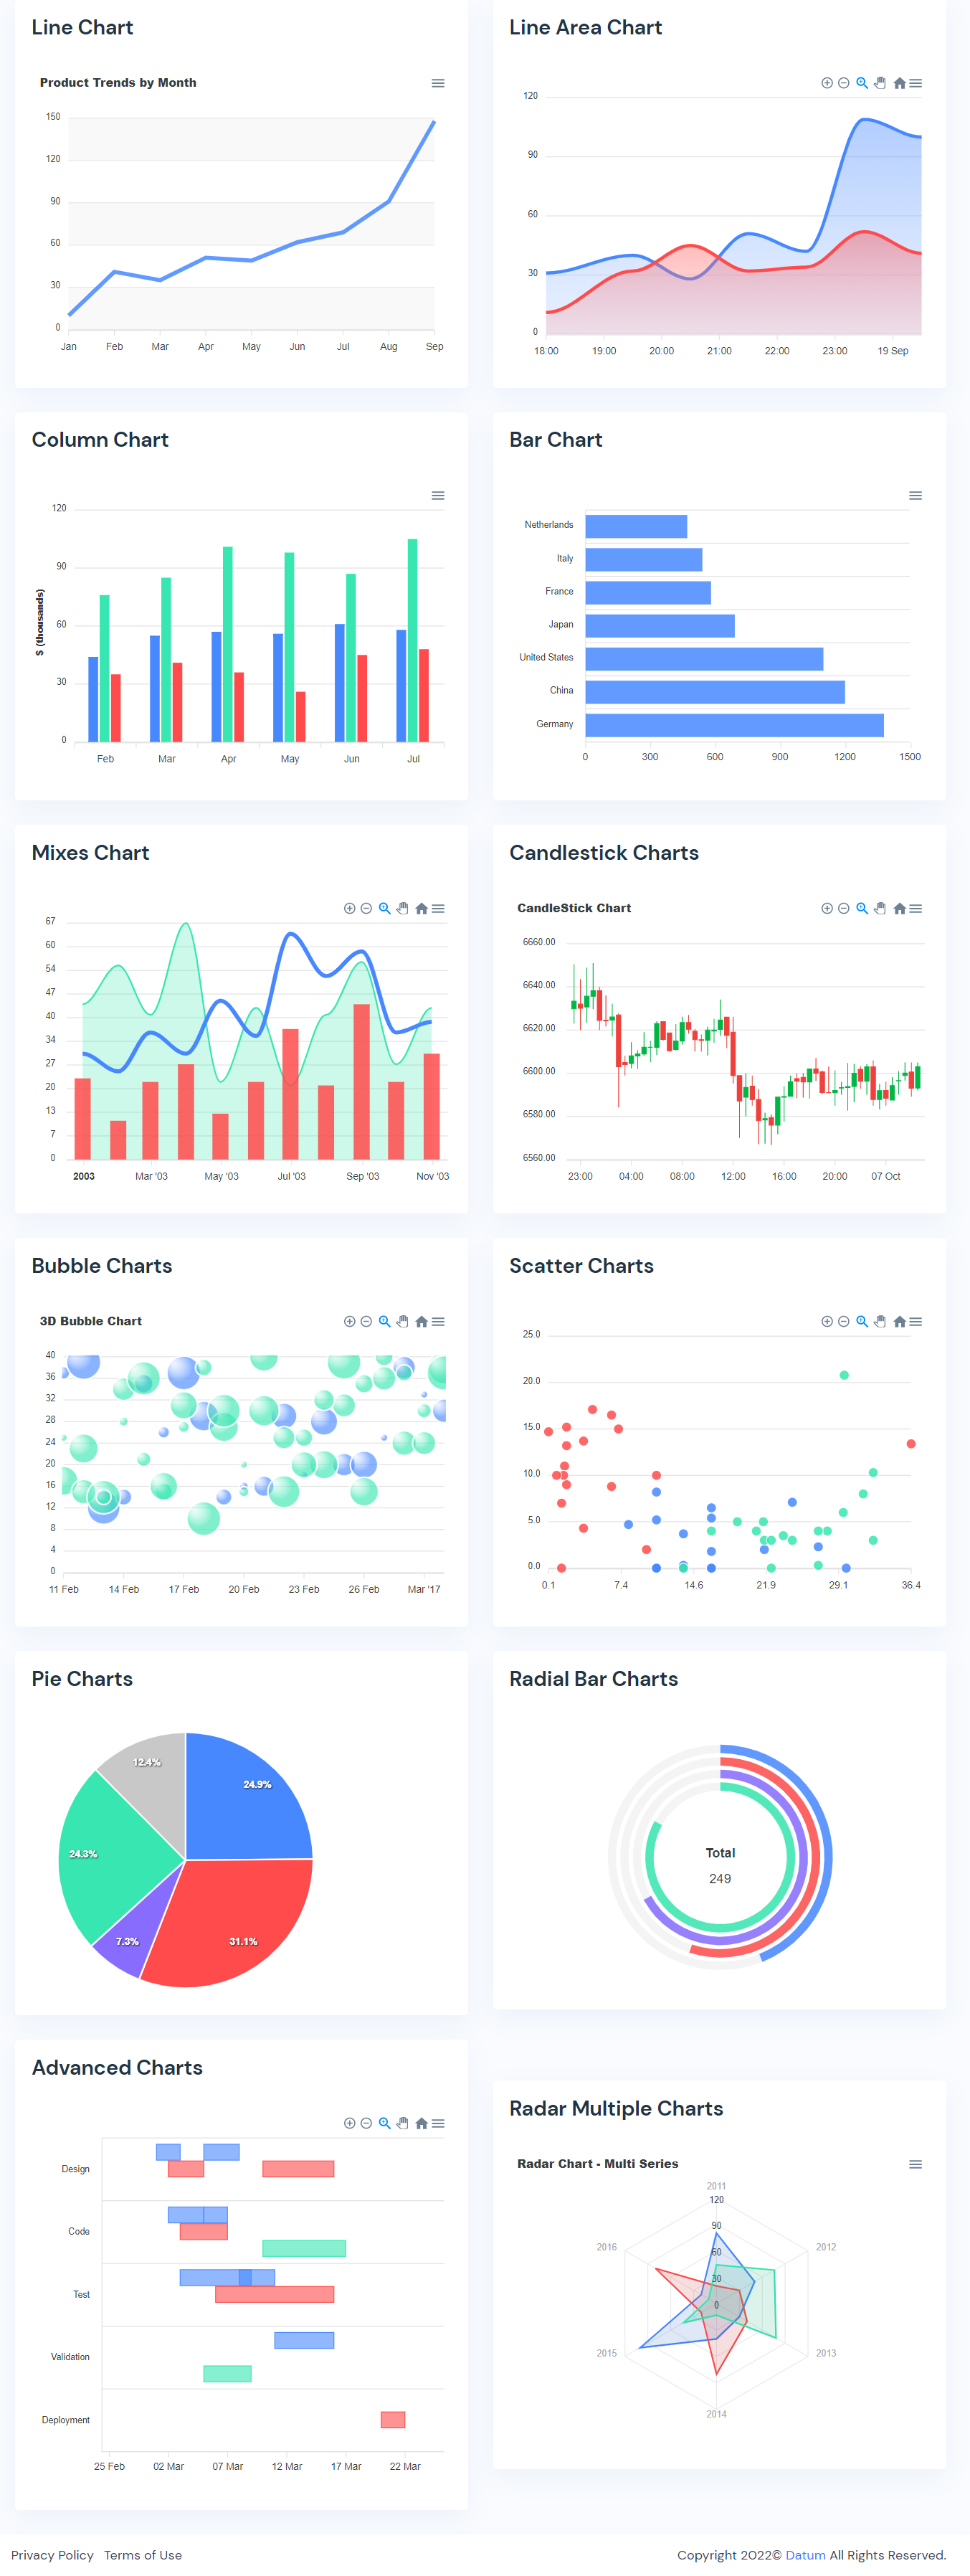 Line Chart
Product Trends by Month
150
120
90
60
30
0
Jan Feb Mar Apr May Jun Jul Aug Sep
Line Area Chart
120
90
60
30
0
18:00 19:00 20:00 21:00 22:00 23:00 19 Sep
Column Chart
$ (thousands)
120
90
60
30
0
Feb Mar Apr May Jun Jul
Bar Chart
Netherlands
Italy
France
Japan
United States
China
Germany
0 300 600 900 1200 1500
Mixes Chart
67
60
54
47
40
34
27
20
13
7
0
2003 Mar '03 May '03 Jul '03 Sep '03 Nov '03
Candlestick Charts
CandleStick Chart
6660.00
6640.00
6620.00
6600.00
6580.00
6560.00
23:00 04:00 08:00 12:00 16:00 20:00 07 Oct
Bubble Charts
3D Bubble Chart
40
36
32
28
24
20
16
12
8
4
0
11 Feb 14 Feb 17 Feb 20 Feb 23 Feb 26 Feb Mar '17
Scatter Charts
25.0
20.0
15.0
10.0
5.0
0.0
0.1 7.4 14.6 21.9 29.1 36.4
Pie Charts
12.4%
24.9%
24.3%
7.3%
31.1%
Radial Bar Charts
Total
249
Advanced Charts
Design
Code
Test
Validation
Deployment
25 Feb 02 Mar 07 Mar 12 Mar 17 Mar 22 Mar
Radar Multiple Charts
Radar Chart - Multi Series
2011
120
90
2016 2012
60
30
0
2015 2013
2014
Privacy Policy Terms of Use
Copyright 2022© Datum All Rights Reserved.